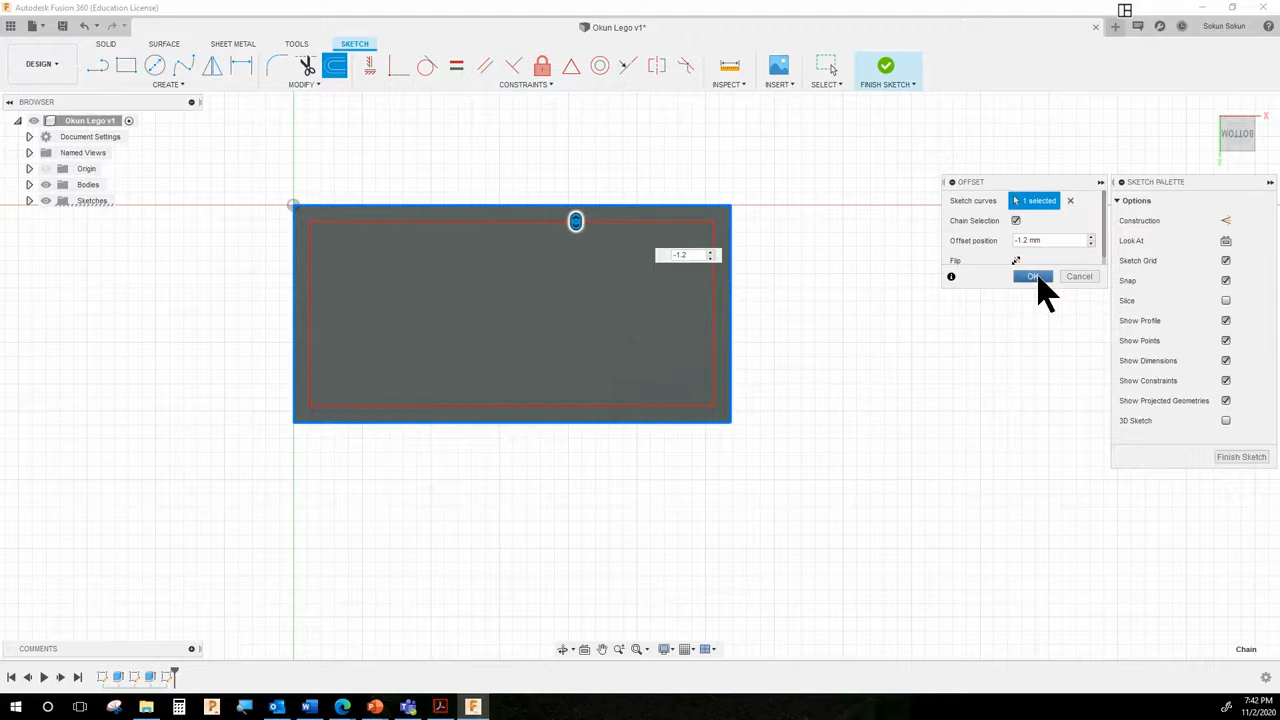 Autodesk Fusion 360 (Education License)
Okun Lego v1*
Sokun Sokun
SOLID SURFACE SHEET METAL TOOLS SKETCH
DESIGN
CREATE MODIFY CONSTRAINTS INSPECT INSERT SELECT FINISH SKETCH
BROWSER
Okun Lego v1
Document Settings
Named Views
Origin
Bodies
Sketches
BOTTOM
X
Y
OFFSET
Sketch curves 1 selected
Chain Selection
Offset position -1.2 mm
Flip
OK Cancel
-1.2
SKETCH PALETTE
Options
Construction
Look At
Sketch Grid
Snap
Slice
Show Profile
Show Points
Show Dimensions
Show Constraints
Show Projected Geometries
3D Sketch
Finish Sketch
COMMENTS
Chain
7:42 PM
11/2/2020